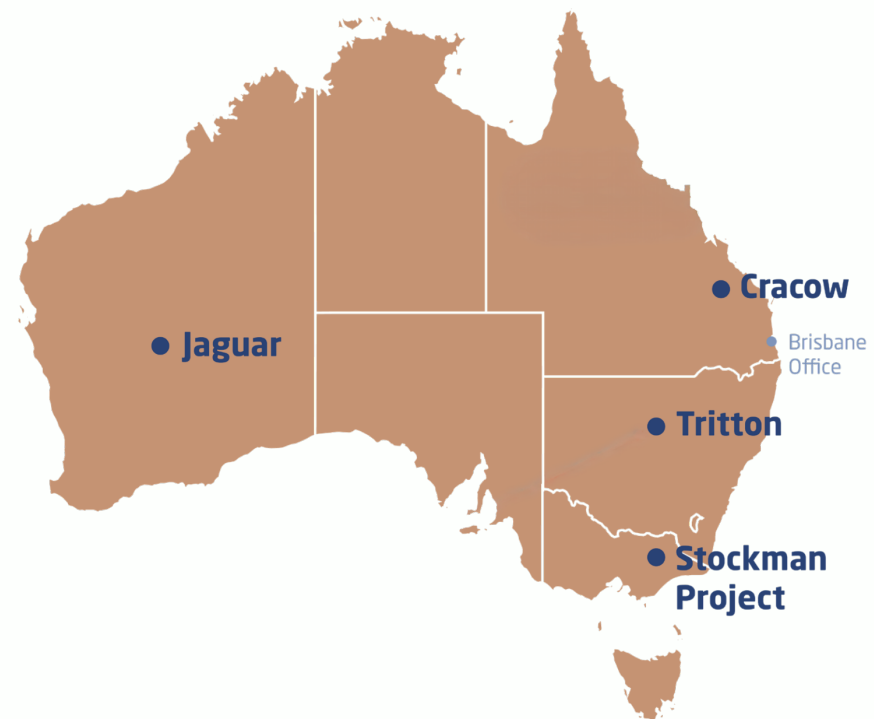 Cracow
Jaguar
Brisbane
Office
Tritton
Stockman
Project